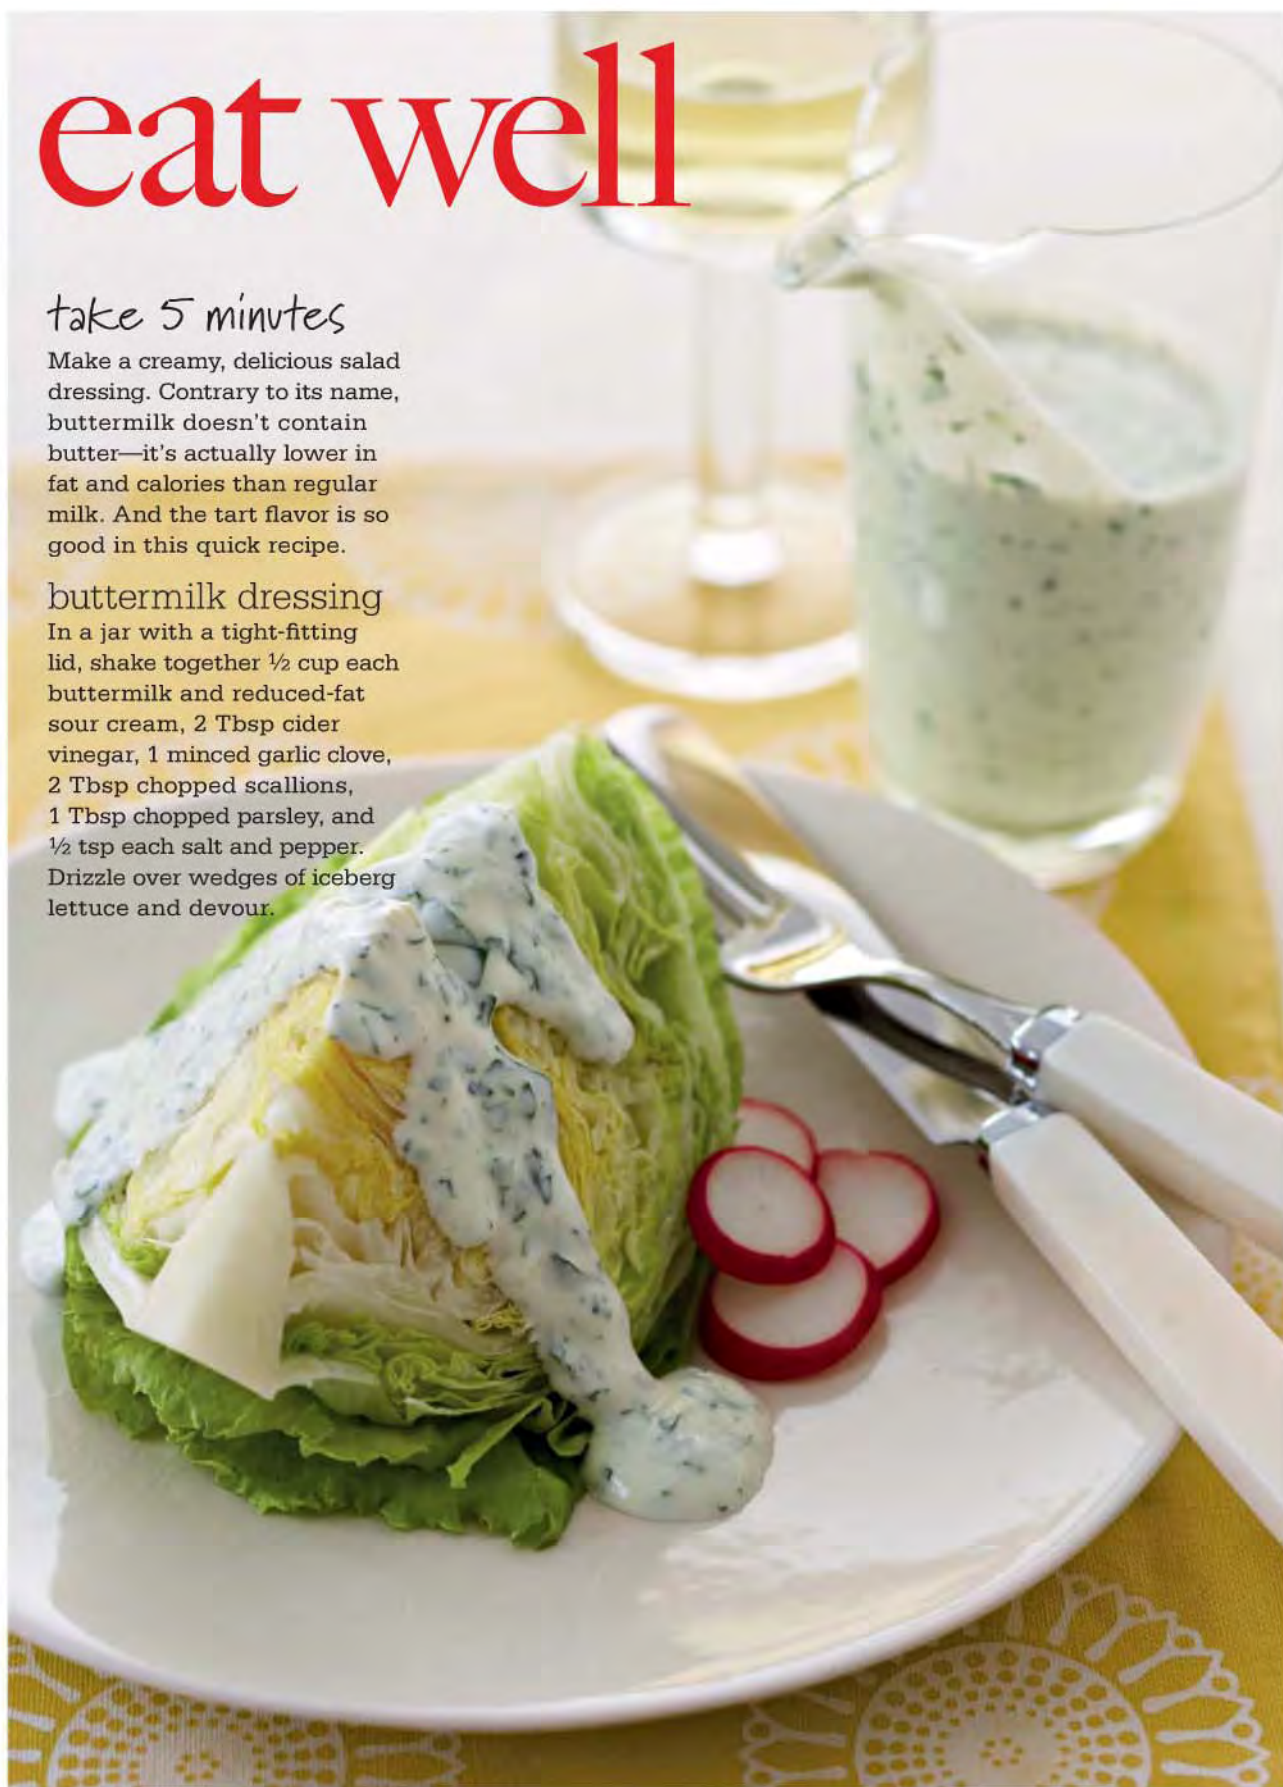 eat well
take 5 minutes
Make a creamy, delicious salad
dressing. Contrary to its name,
buttermilk doesn't contain
butter—it's actually lower in
fat and calories than regular
milk. And the tart flavor is so
good in this quick recipe.
buttermilk dressing
In a jar with a tight-fitting
lid, shake together ½ cup each
buttermilk and reduced-fat
sour cream, 2 Tbsp cider
vinegar, 1 minced garlic clove,
2 Tbsp chopped scallions,
1 Tbsp chopped parsley, and
½ tsp each salt and pepper.
Drizzle over wedges of iceberg
lettuce and devour.